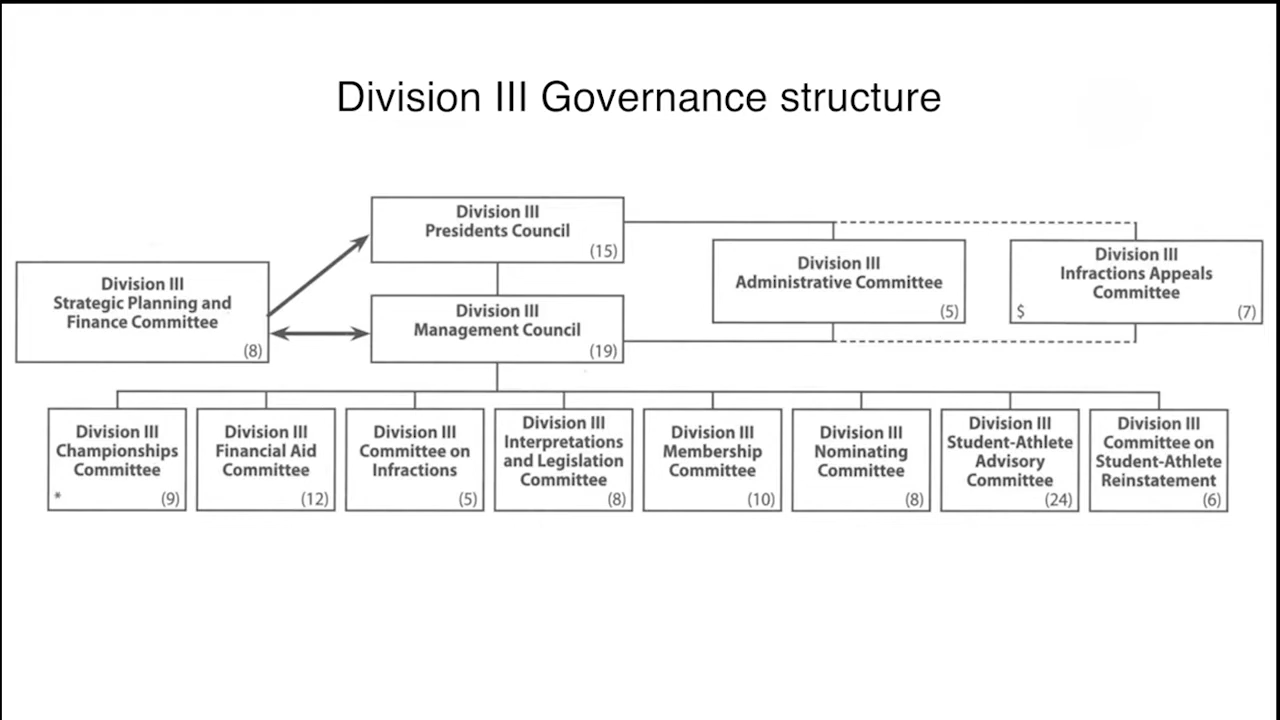 Division III Governance structure
Division III
Presidents Council
(15)
Division III
Strategic Planning and
Finance Committee
(8)
Division III
Management Council
(19)
Division III
Administrative Committee
(5)
Division III
Infractions Appeals
Committee
$
(7)
Division III
Championships
Committee
*
(9)
Division III
Financial Aid
Committee
(12)
Division III
Committee on
Infractions
(5)
Division III
Interpretations
and Legislation
Committee
(8)
Division III
Membership
Committee
(10)
Division III
Nominating
Committee
(8)
Division III
Student-Athlete
Advisory
Committee
(24)
Division III
Committee on
Student-Athlete
Reinstatement
(6)